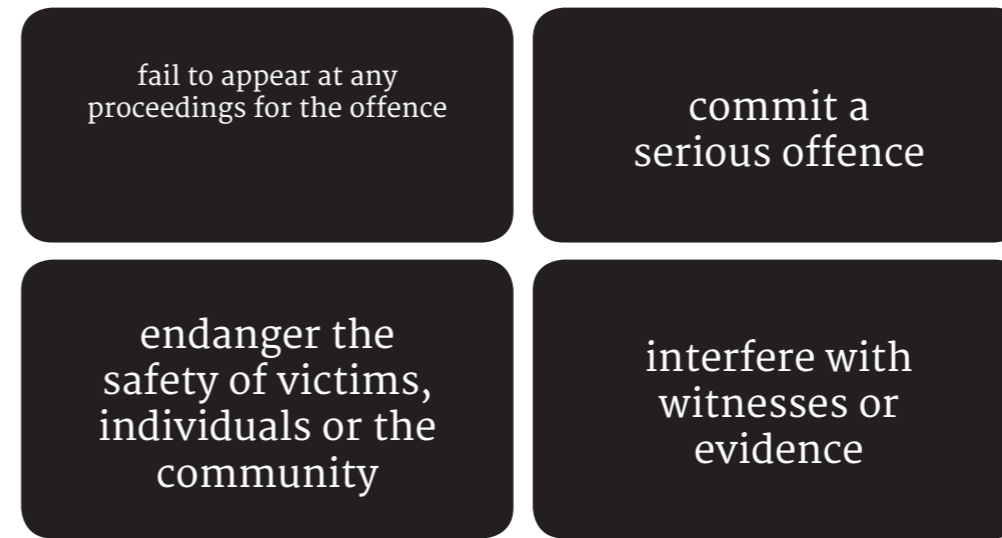 fail to appear at any
proceedings for the offence
commit a
serious offence
endanger the
safety of victims,
individuals or the
community
interfere with
witnesses or
evidence